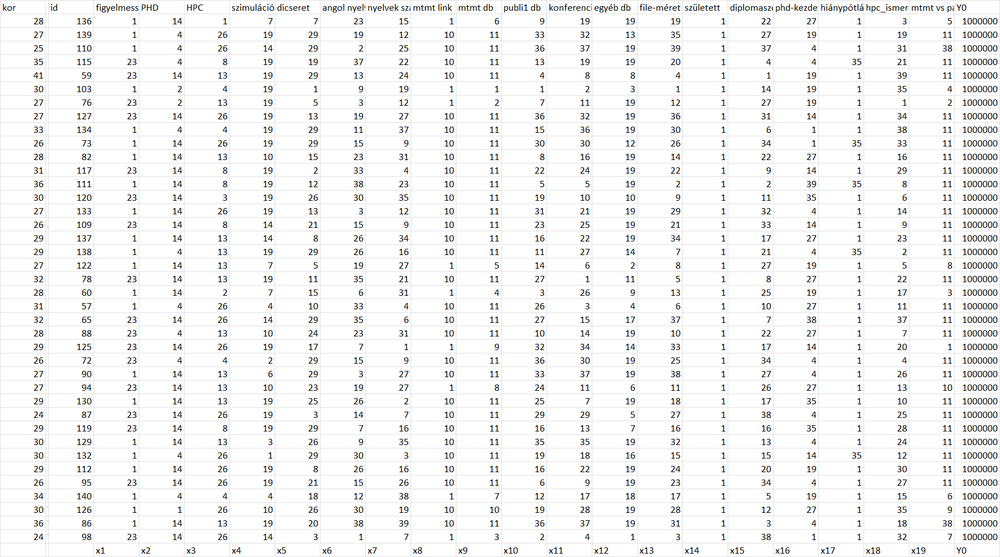 kor id figyelmess PHD HPC szimuláció dicseret angol nyelv nyelvek szá mtmt link mtmt db publi1 db konferenci egyéb db file-méret született diplomasze phd-kezde hiánypótlá hpc_ismer mtmt vs pa Y0
28 136 1 14 1 7 7 23 15 1 6 9 19 19 19 1 22 27 1 3 5 1000000
27 139 1 4 26 19 29 19 12 10 11 33 32 13 35 1 27 19 1 19 11 1000000
25 110 1 4 26 14 29 2 25 10 11 36 37 19 39 1 37 4 1 31 38 1000000
35 115 23 4 8 19 19 37 22 10 11 13 19 19 20 1 4 4 35 21 11 1000000
41 59 23 14 13 19 29 13 24 10 11 4 8 8 4 1 1 19 1 39 11 1000000
30 103 1 2 4 19 1 9 19 1 1 1 2 3 1 1 14 19 1 35 4 1000000
27 76 23 2 13 19 5 3 12 1 2 7 11 19 12 1 27 19 1 1 2 1000000
27 127 23 14 26 19 13 19 27 10 11 36 32 19 36 1 31 14 1 34 11 1000000
33 134 1 4 4 19 29 11 37 10 11 15 36 19 30 1 6 1 1 38 11 1000000
26 73 1 14 26 19 29 15 9 10 11 30 30 12 26 1 34 1 35 33 11 1000000
28 82 1 14 13 10 15 23 31 10 11 8 16 19 14 1 22 27 1 16 11 1000000
31 117 23 14 8 19 2 33 4 10 11 22 24 19 22 1 9 14 1 29 11 1000000
36 111 1 14 8 19 12 38 23 10 11 5 5 19 2 1 2 39 35 8 11 1000000
30 120 23 14 3 19 26 30 35 10 11 19 10 10 9 1 11 35 1 6 11 1000000
27 133 1 14 26 19 13 3 12 10 11 31 21 19 29 1 32 4 1 14 11 1000000
26 109 23 14 8 14 21 15 9 10 11 23 25 19 21 1 33 14 1 9 11 1000000
29 137 1 14 13 14 8 26 34 10 11 16 22 19 34 1 17 27 1 23 11 1000000
29 138 1 4 13 19 29 26 16 10 11 11 27 14 7 1 21 4 35 2 11 1000000
27 122 1 14 13 7 5 19 27 1 5 14 6 2 8 1 27 19 1 5 8 1000000
32 78 23 14 13 19 11 35 21 10 11 27 1 11 5 1 8 27 1 22 11 1000000
28 60 1 14 2 7 15 6 31 1 4 3 26 9 13 1 25 19 1 17 3 1000000
31 57 1 4 26 4 10 33 4 10 11 26 3 4 6 1 10 27 1 11 11 1000000
32 65 23 14 26 14 29 35 6 10 11 27 15 17 37 1 7 38 1 37 11 1000000
28 88 23 4 13 10 24 23 31 10 11 10 14 19 10 1 22 27 1 7 11 1000000
29 125 23 14 26 19 17 7 1 1 9 32 34 14 33 1 17 14 1 20 1 1000000
26 72 23 4 4 2 29 15 9 10 11 36 30 19 25 1 34 4 1 4 11 1000000
27 90 1 14 13 6 29 3 27 10 11 33 37 19 38 1 27 4 1 26 11 1000000
27 94 23 14 13 10 23 19 27 1 8 24 11 6 11 1 26 27 1 13 10 1000000
29 130 1 14 13 19 25 26 2 10 11 25 7 19 18 1 17 35 1 10 11 1000000
24 87 23 14 26 19 3 14 7 10 11 29 29 5 27 1 38 4 1 25 11 1000000
29 119 23 14 8 19 29 7 16 10 11 16 13 7 16 1 16 35 1 28 11 1000000
30 129 1 14 13 3 26 9 35 10 11 35 35 19 32 1 13 4 1 24 11 1000000
30 132 1 4 26 1 29 30 3 10 11 19 18 16 15 1 15 14 35 12 11 1000000
29 112 1 14 26 19 8 26 16 10 11 16 22 19 24 1 20 19 1 30 11 1000000
26 95 23 14 26 19 21 15 26 10 11 6 9 19 23 1 34 4 1 27 11 1000000
34 140 1 4 4 4 18 12 38 1 7 12 17 18 17 1 5 19 1 15 6 1000000
30 126 1 1 26 10 26 30 19 10 10 19 28 19 28 1 12 27 1 35 9 1000000
36 86 1 14 13 19 20 38 39 10 11 36 37 19 31 1 3 4 1 18 38 1000000
24 98 23 14 26 14 3 1 7 1 3 2 4 1 3 1 38 1 1 32 7 1000000
x1 x2 x3 x4 x5 x6 x7 x8 x9 x10 x11 x12 x13 x14 x15 x16 x17 x18 x19 Y0